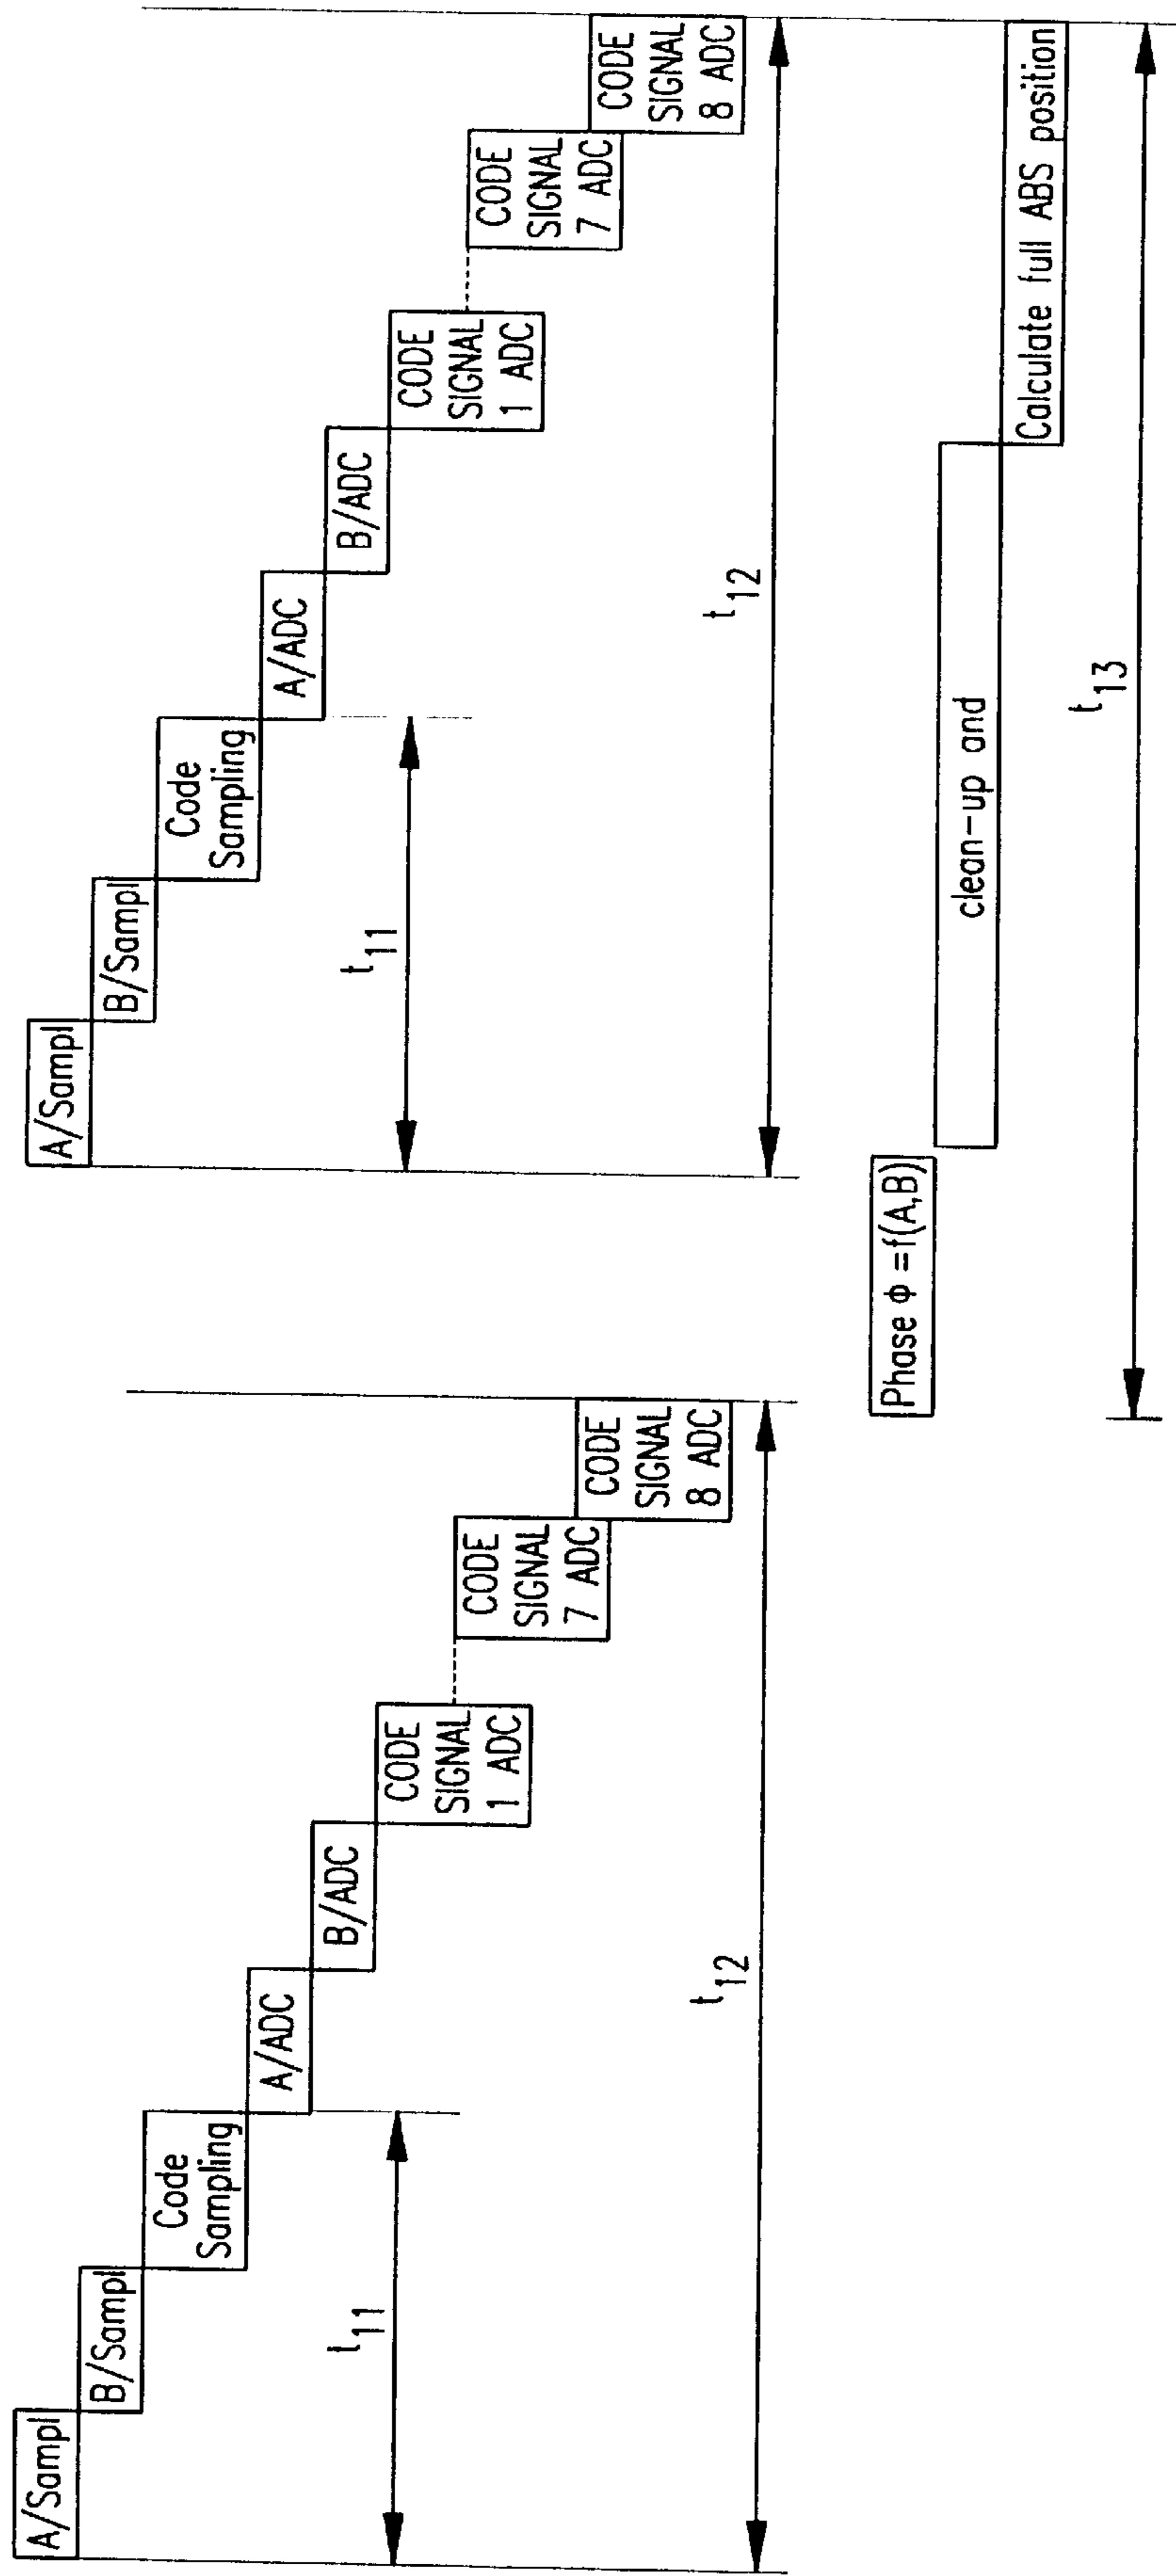 A/Sampl
B/Sampl
Code
Sampling
A/ADC
B/ADC
CODE
SIGNAL
1 ADC
CODE
SIGNAL
7 ADC
CODE
SIGNAL
8 ADC
t11
t12
A/Sampl
B/Sampl
Code
Sampling
A/ADC
B/ADC
CODE
SIGNAL
1 ADC
CODE
SIGNAL
7 ADC
CODE
SIGNAL
8 ADC
t11
t12
Phase ϕ =f(A,B)
clean-up and
Calculate full ABS position
t13